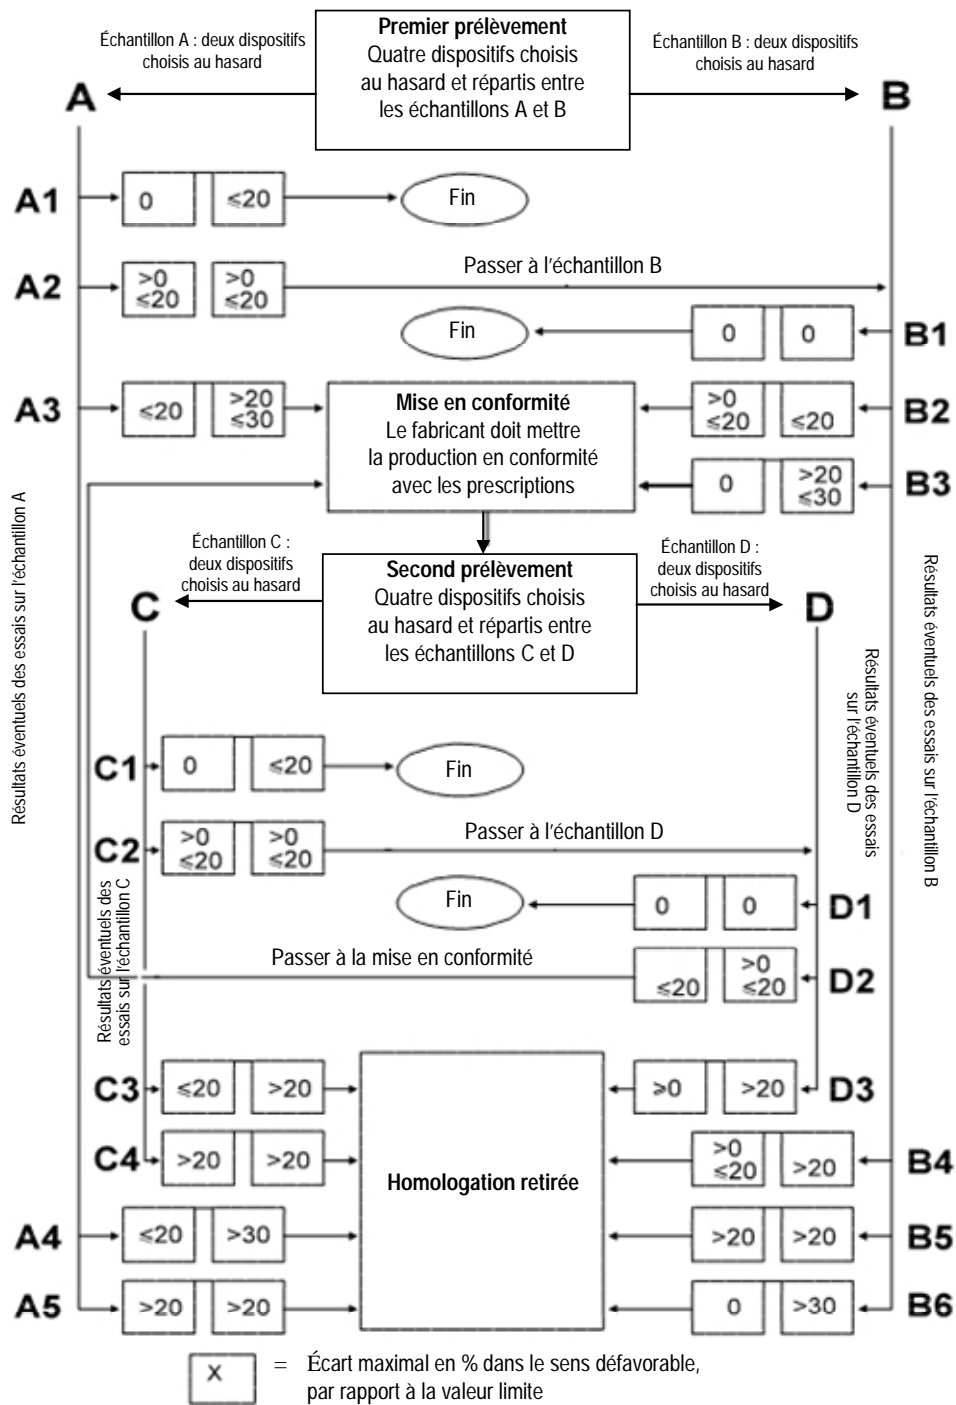 Premier prélèvement
Quatre dispositifs choisis
au hasard et répartis entre
les échantillons A et B
Échantillon A : deux dispositifs
choisis au hasard
Échantillon B : deux dispositifs
choisis au hasard
A
B
A1
0
≤20
Fin
A2
>0
≤20
>0
≤20
Passer à l'échantillon B
Fin
0
0
B1
A3
≤20
>20
≤30
Mise en conformité
Le fabricant doit mettre
la production en conformité
avec les prescriptions
>0
≤20
≤20
B2
0
>20
≤30
B3
Échantillon C :
deux dispositifs
choisis au hasard
Échantillon D :
deux dispositifs
choisis au hasard
Second prélèvement
Quatre dispositifs choisis
au hasard et répartis entre
les échantillons C et D
C
D
Résultats éventuels des essais sur l'échantillon A
Résultats éventuels des essais
sur l'échantillon D
Résultats éventuels des essais sur l'échantillon B
C1
0
≤20
Fin
C2
>0
≤20
>0
≤20
Passer à l'échantillon D
Fin
0
0
D1
Résultats éventuels des
essais sur l'échantillon C
Passer à la mise en conformité
≤20
>0
≤20
D2
C3
≤20
>20
≥0
>20
D3
C4
>20
>20
Homologation retirée
>0
≤20
>20
B4
A4
≤20
>30
>20
>20
B5
A5
>20
>20
0
>30
B6
X
= Écart maximal en % dans le sens défavorable,
par rapport à la valeur limite